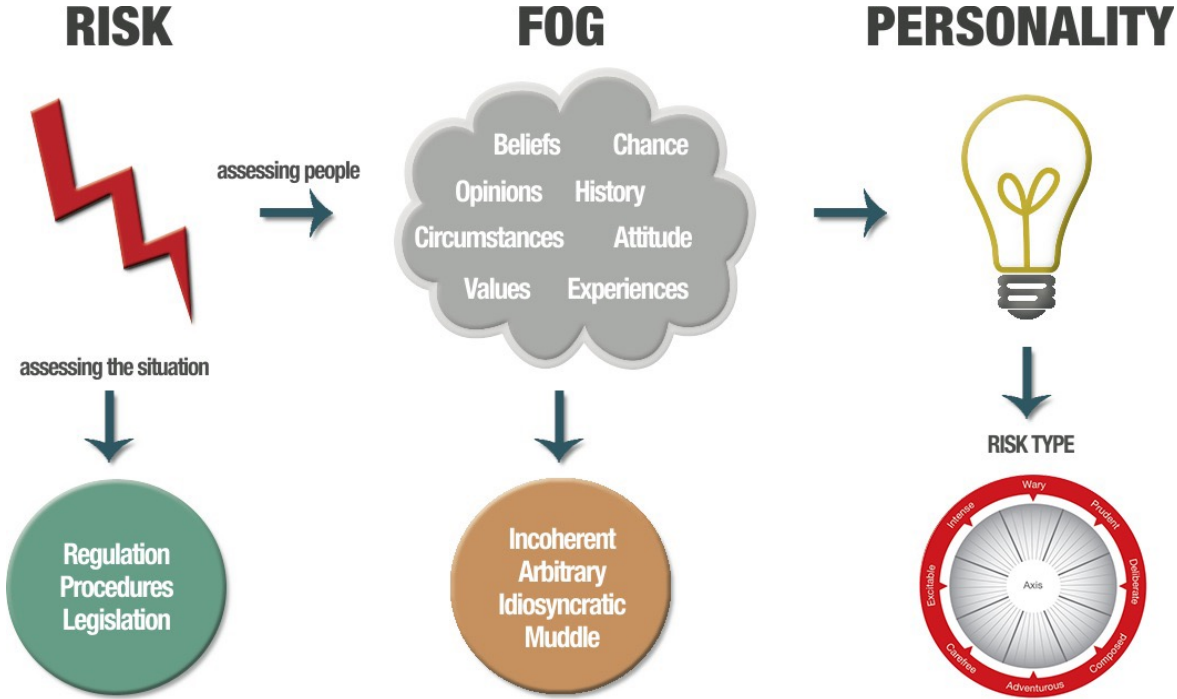 RISK
FOG
PERSONALITY
assessing people
Beliefs Chance
Opinions History
Circumstances Attitude
Values Experiences
assessing the situation
Regulation
Procedures
Legislation
Incoherent
Arbitrary
Idiosyncratic
Muddle
RISK TYPE
Wary
Prudent
Deliberate
Composed
Adventurous
Carefree
Excitable
Intense
Axis